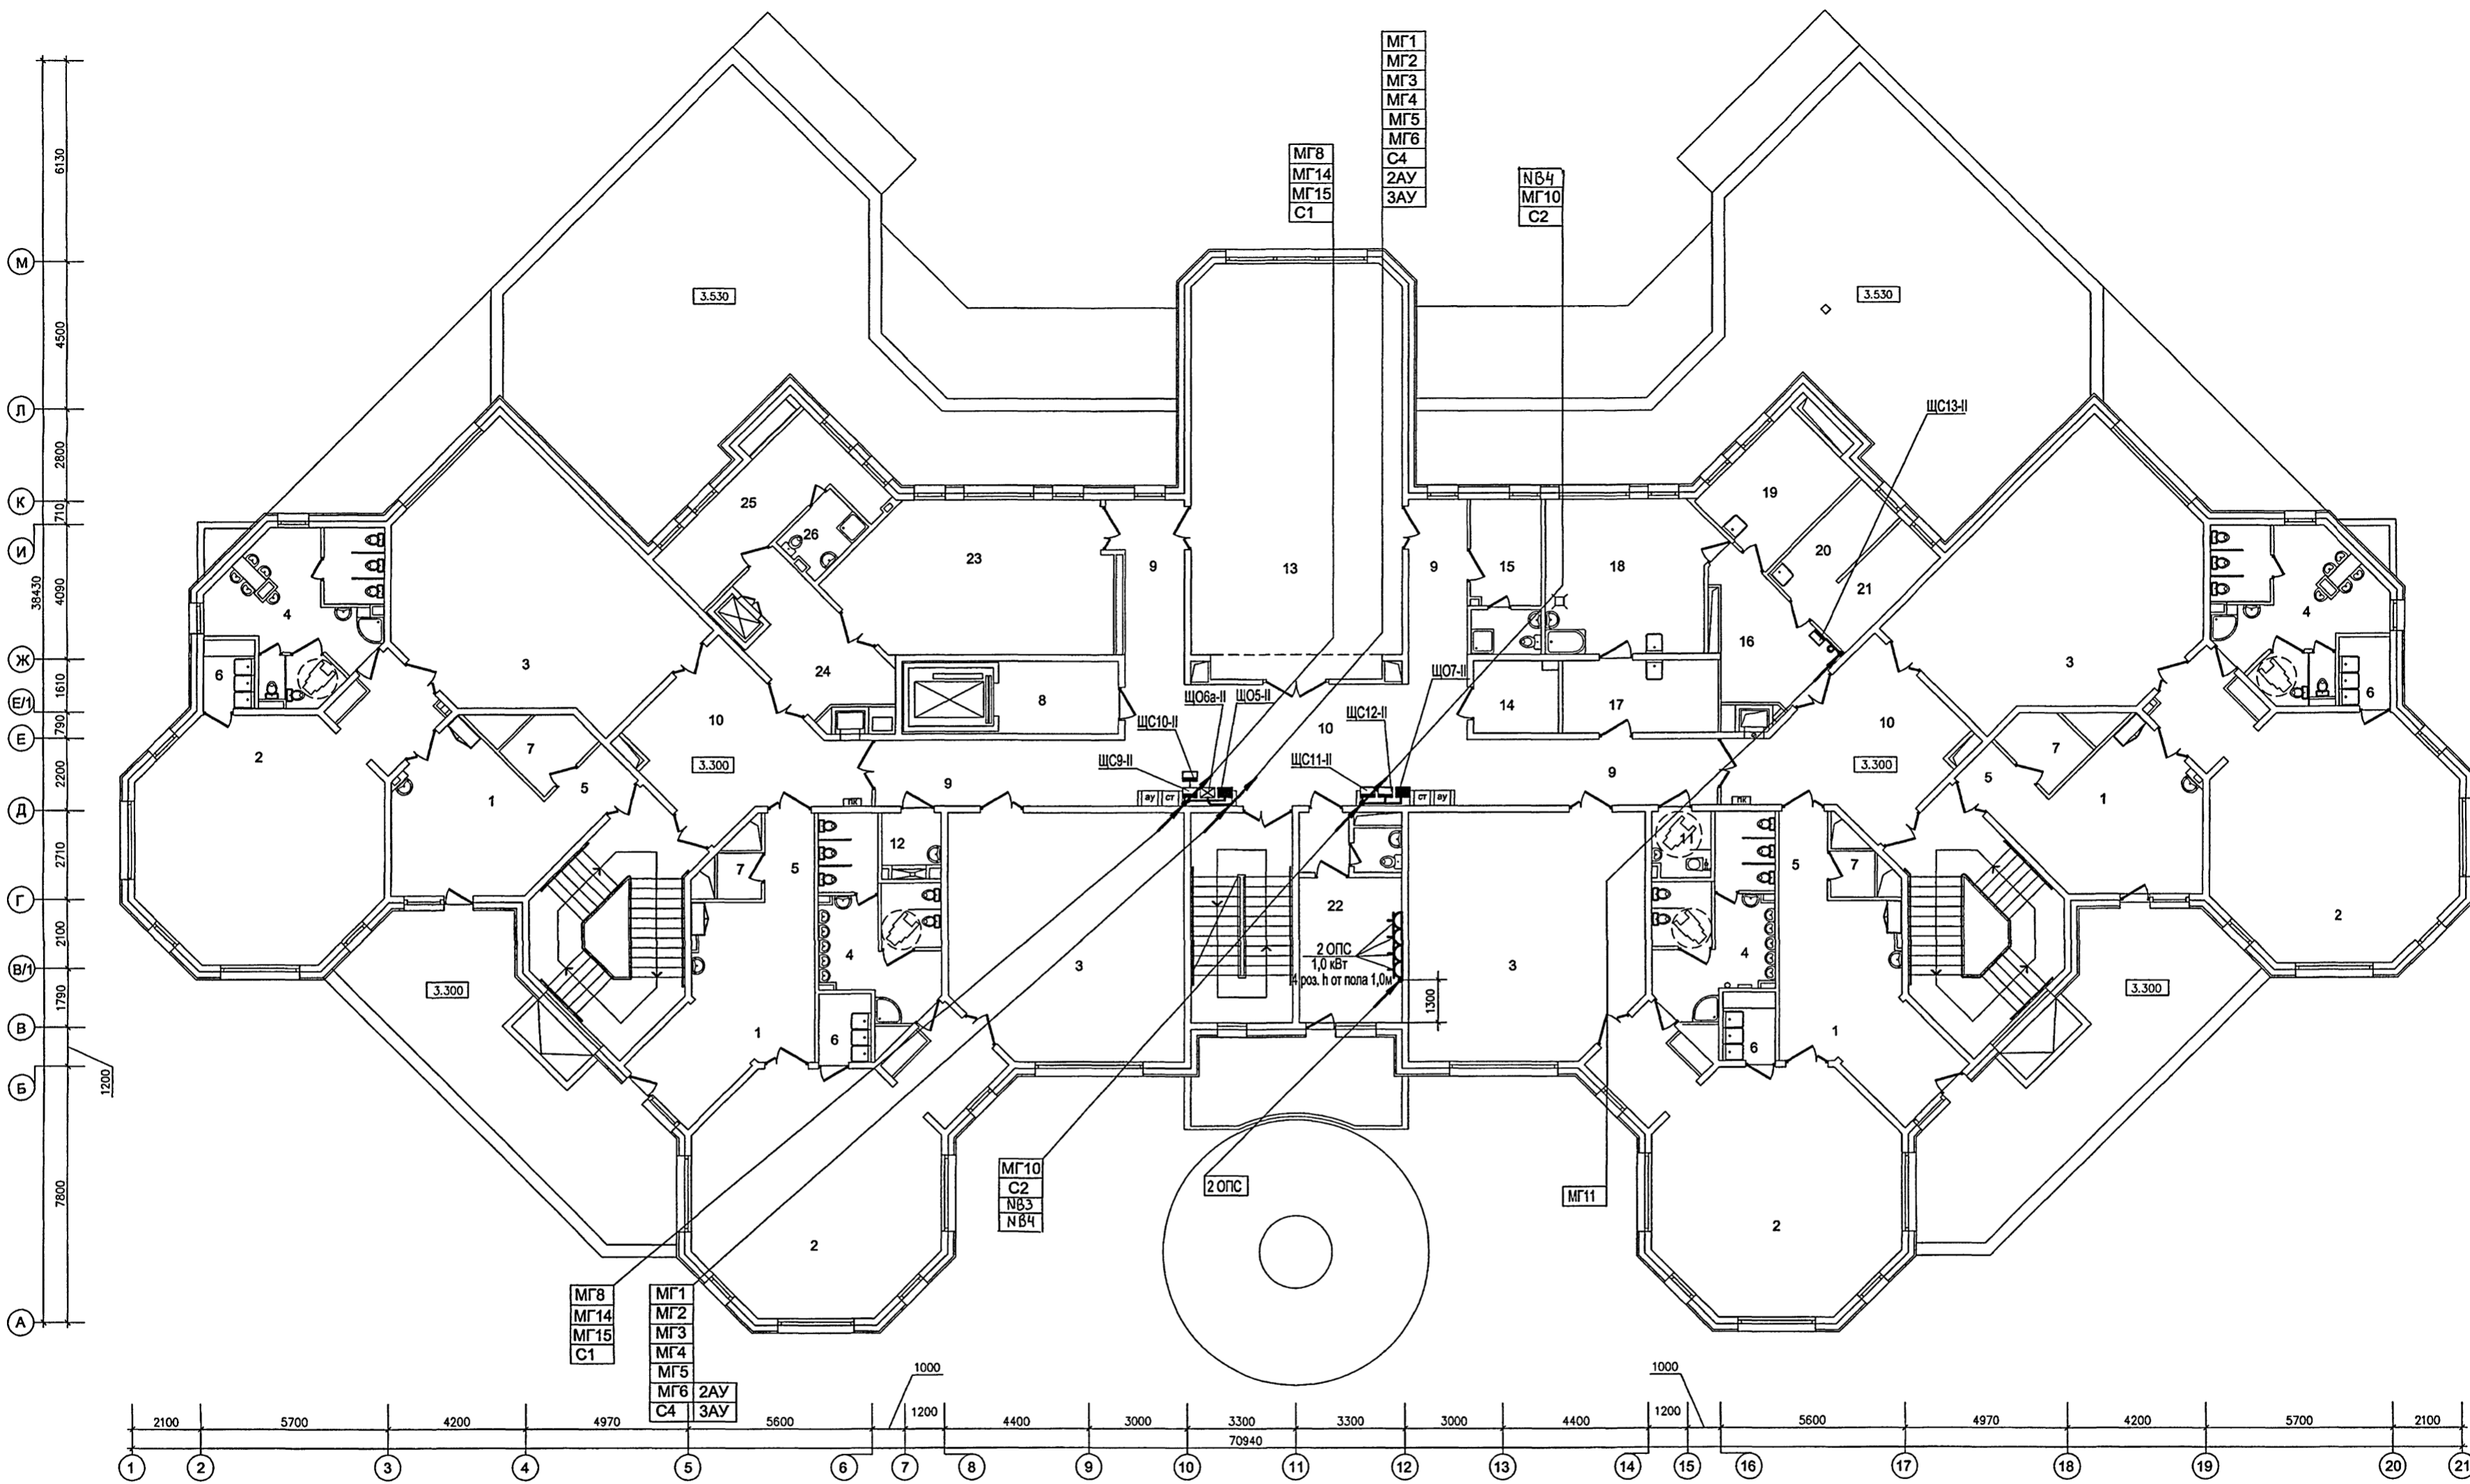 МГ1
МГ2
МГ3
МГ4
МГ5
МГ6
С4
2АУ
3АУ
МГ8
МГ14
МГ15
С1
NB4
МГ10
С2
6130
4500
2800
710
4090
1610
790
2200
2710
2100
1790
1200
7800
38430
М
Л
К
И
Ж
Е/1
Е
Д
Г
В/1
В
Б
А
3.530
3.530
ЩС13-II
25
26
23
9
13
9
15
18
19
20
21
4
6
3
24
8
14
17
16
3
4
6
10
ЩО6а-II
ЩО5-II
ЩО7-II
ЩС10-II
ЩС12-II
10
10
2
7
5
1
3.300
9
ЩС9-II
ЩС11-II
9
3.300
5
7
1
2
пк
ау
ст
ст
ау
пк
12
7
5
4
3
22
2 ОПС
1,0 кВт
4 роз. h от пола 1,0м
1300
3
11
5
7
4
3.300
3.300
1
6
6
1
МГ10
С2
NB3
NB4
2 ОПС
МГ11
2
2
МГ8
МГ14
МГ15
С1
МГ1
МГ2
МГ3
МГ4
МГ5
МГ6 2АУ
С4 3АУ
1000
1000
2100 5700 4200 4970 5600 1200 4400 3000 3300 3300 3000 4400 1200 5600 4970 4200 5700 2100
70940
1 2 3 4 5 6 7 8 9 10 11 12 13 14 15 16 17 18 19 20 21